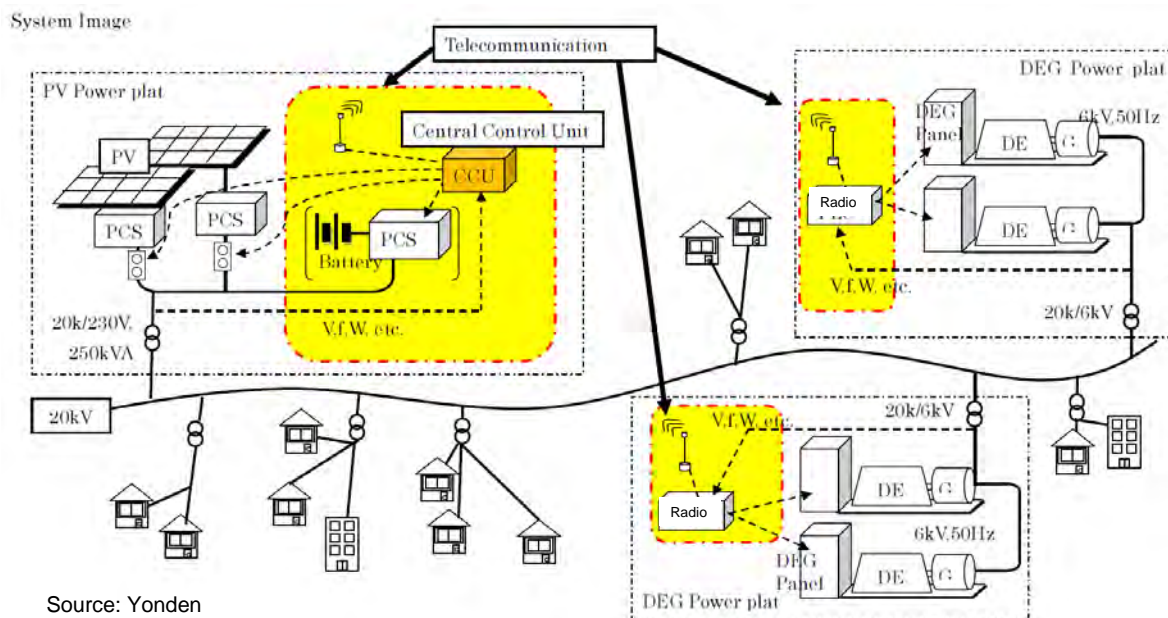 System Image
Telecommunication
PV Power plat
DEG Power plat
Central Control Unit
CCU
PV
PCS
PCS
PCS
Battery
V,f,W, etc.
20k/230V,
250kVA
20kV
DEG
Panel
6kV,50Hz
DE
G
Radio
DE
G
V,f,W, etc.
20k/6kV
20k/6kV
V,f,W, etc.
Radio
DE
G
6kV,50Hz
DEG
Panel
DE
G
DEG Power plat
Source: Yonden